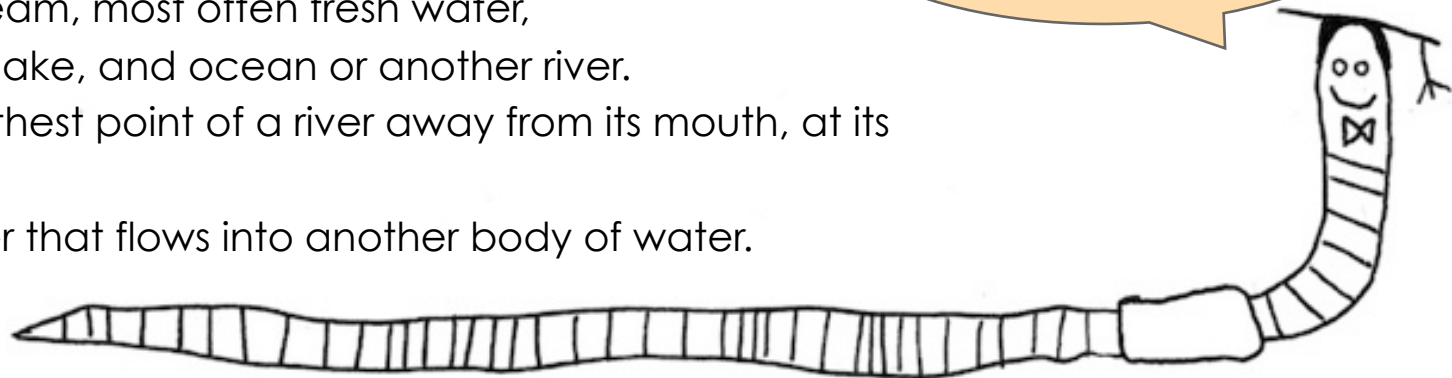 eam, most often fresh water,
ake, and ocean or another river.
thest point of a river away from its mouth, at its
r that flows into another body of water.